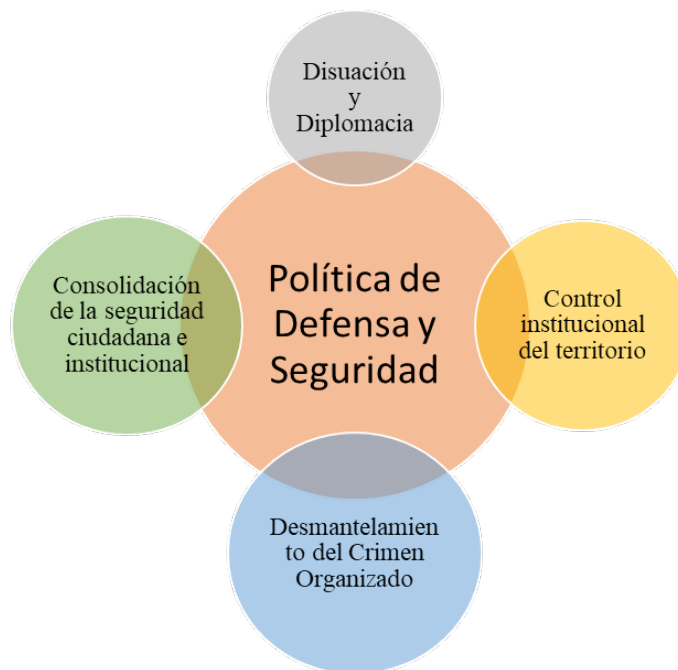 Disuación
y
Diplomacia
Política de
Defensa y
Seguridad
Consolidación
de la seguridad
ciudadana e
institucional
Control
institucional
del territorio
Desmantelamien
to del Crimen
Organizado